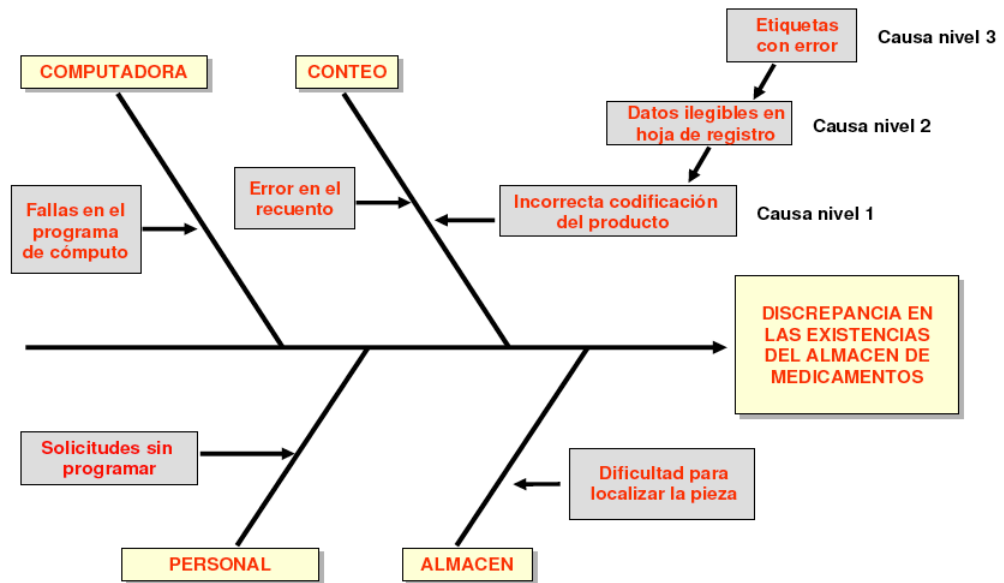 Etiquetas
con error
Causa nivel 3
COMPUTADORA
CONTEO
Datos ilegibles en
hoja de registro
Causa nivel 2
Error en el
recuento
Incorrecta codificación
del producto
Causa nivel 1
Fallas en el
programa
de cómputo
DISCREPANCIA EN
LAS EXISTENCIAS
DEL ALMACEN DE
MEDICAMENTOS
Solicitudes sin
programar
Dificultad para
localizar la pieza
PERSONAL
ALMACEN